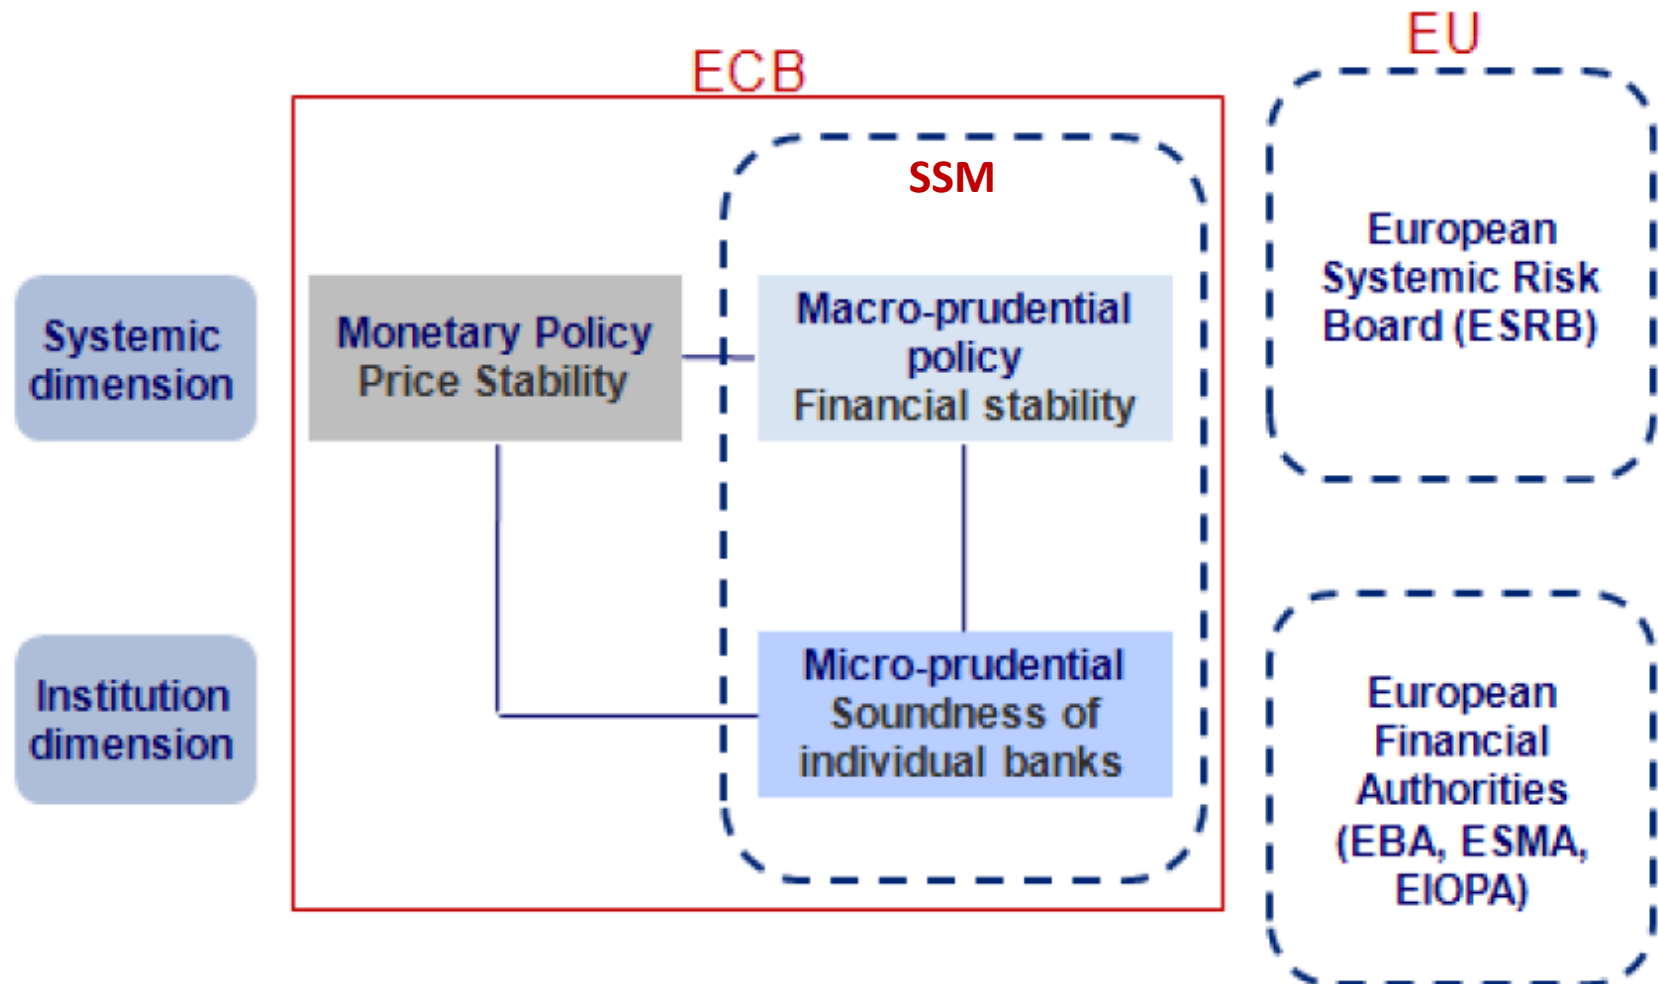 EU
ECB
SSM
Systemic
dimension
Monetary Policy
Price Stability
Macro-prudential
policy
Financial stability
European
Systemic Risk
Board (ESRB)
Institution
dimension
Micro-prudential
Soundness of
individual banks
European
Financial
Authorities
(EBA, ESMA,
EIOPA)